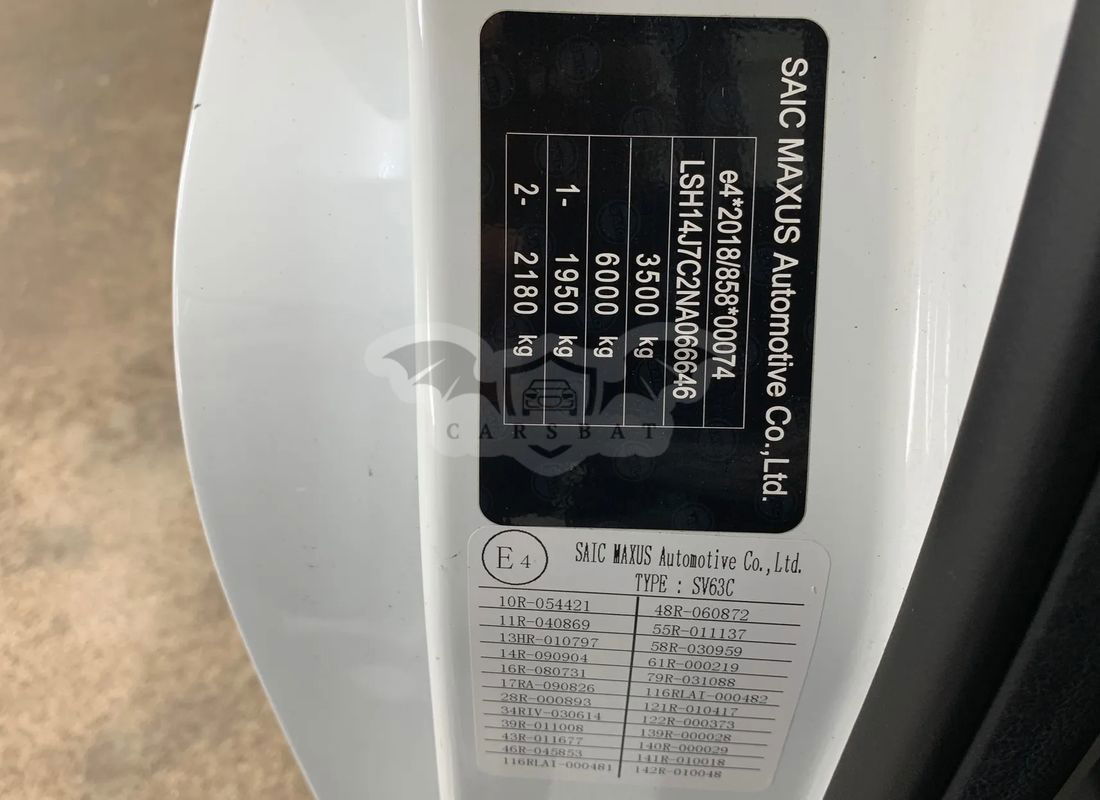 SAIC MAXUS Automotive Co.,Ltd.
e4*2018/858*00074
LSH14J7C2NA066646
3500 kg
6000 kg
1- 1950 kg
2- 2180 kg
CARSBAT
E4
SAIC MAXUS Automotive Co.,Ltd.
TYPE : SV63C
10R-054421 48R-060872
11R-040869 55R-011137
13HR-010797 58R-030959
14R-090904 61R-000219
16R-080731 79R-031088
17RA-090826 116RLAI-000482
28R-000893 121R-010417
34RIV-030614 122R-000373
39R-011008 139R-000028
43R-011677 140R-000029
46R-045853 141R-010018
116RLAI-000481 142R-010048